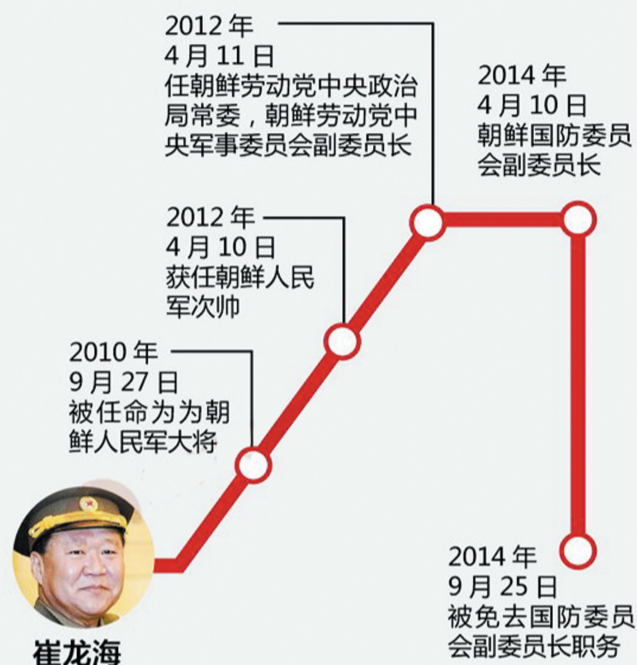 2012 年
4 月 11 日
任朝鲜劳动党中央政治
局常委，朝鲜劳动党中
央军事委员会副委员长
2014 年
4 月 10 日
朝鲜国防委员
会副委员长
2012 年
4 月 10 日
获任朝鲜人民
军次帅
2010 年
9 月 27 日
被任命为为朝
鲜人民军大将
2014 年
9 月 25 日
被免去国防委员
会副委员长职务
崔龙海